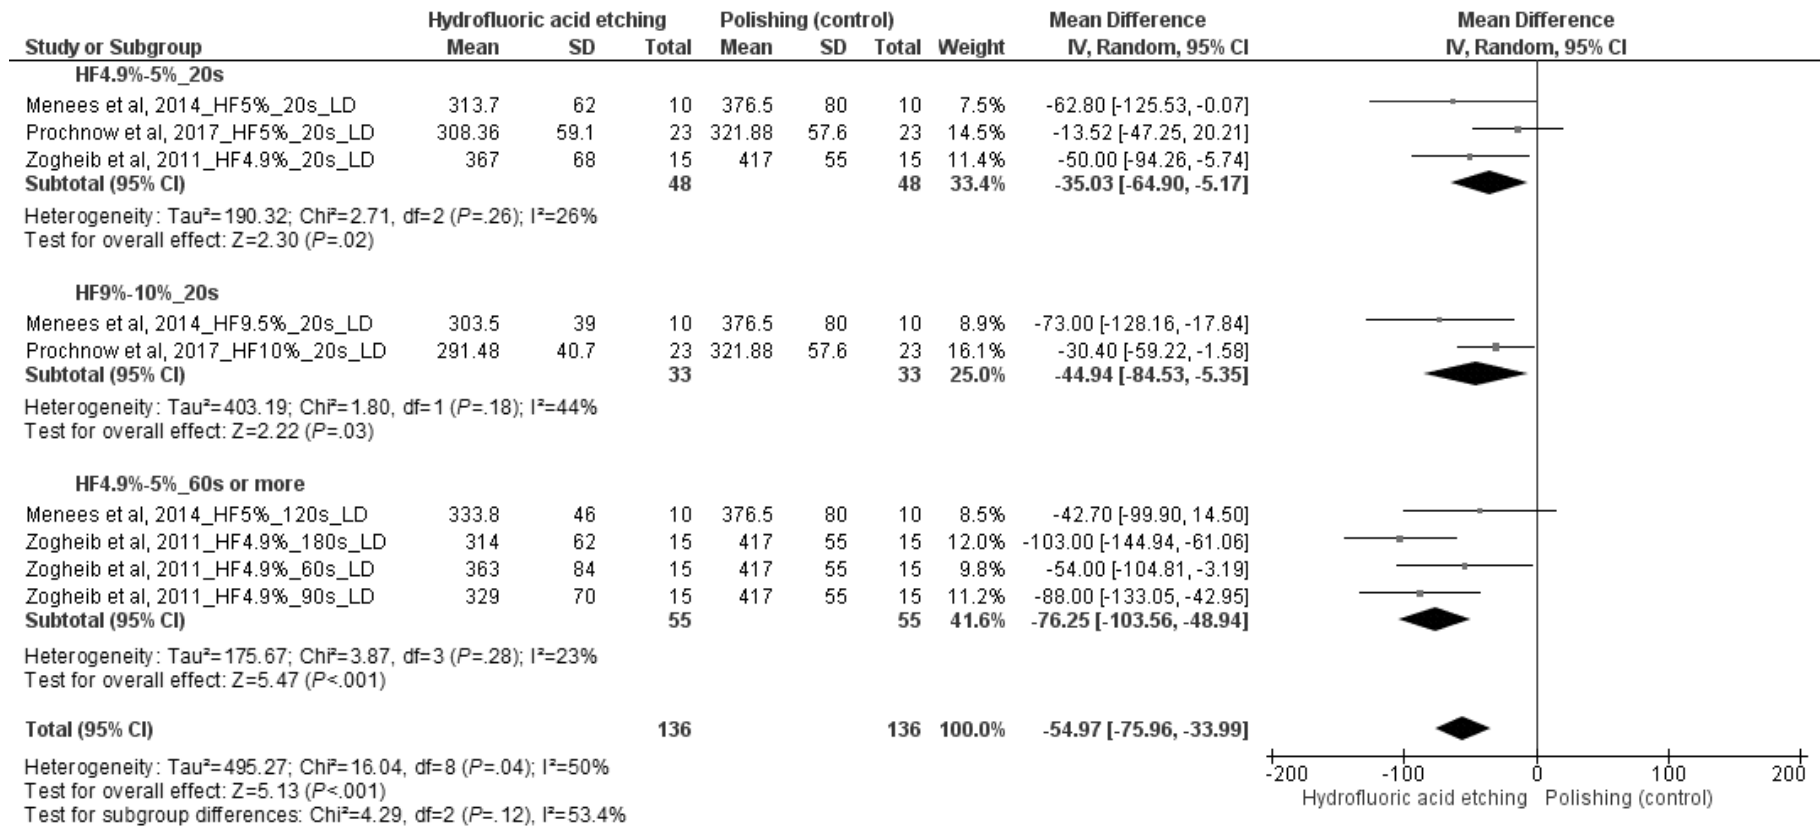 Hydrofluoric acid etching Polishing (control) Mean Difference Mean Difference
Study or Subgroup Mean SD Total Mean SD Total Weight IV, Random, 95% CI IV, Random, 95% CI
HF4.9%-5%_20s
Menees et al, 2014_HF5%_20s_LD 313.7 62 10 376.5 80 10 7.5% -62.80 [-125.53, -0.07]
Prochnow et al, 2017_HF5%_20s_LD 308.36 59.1 23 321.88 57.6 23 14.5% -13.52 [-47.25, 20.21]
Zogheib et al, 2011_HF4.9%_20s_LD 367 68 15 417 55 15 11.4% -50.00 [-94.26, -5.74]
Subtotal (95% CI) 48 48 33.4% -35.03 [-64.90, -5.17]
Heterogeneity: Tau²=190.32; Chi²=2.71, df=2 (P=.26); I²=26%
Test for overall effect: Z=2.30 (P=.02)
HF9%-10%_20s
Menees et al, 2014_HF9.5%_20s_LD 303.5 39 10 376.5 80 10 8.9% -73.00 [-128.16, -17.84]
Prochnow et al, 2017_HF10%_20s_LD 291.48 40.7 23 321.88 57.6 23 16.1% -30.40 [-59.22, -1.58]
Subtotal (95% CI) 33 33 25.0% -44.94 [-84.53, -5.35]
Heterogeneity: Tau²=403.19; Chi²=1.80, df=1 (P=.18); I²=44%
Test for overall effect: Z=2.22 (P=.03)
HF4.9%-5%_60s or more
Menees et al, 2014_HF5%_120s_LD 333.8 46 10 376.5 80 10 8.5% -42.70 [-99.90, 14.50]
Zogheib et al, 2011_HF4.9%_180s_LD 314 62 15 417 55 15 12.0% -103.00 [-144.94, -61.06]
Zogheib et al, 2011_HF4.9%_60s_LD 363 84 15 417 55 15 9.8% -54.00 [-104.81, -3.19]
Zogheib et al, 2011_HF4.9%_90s_LD 329 70 15 417 55 15 11.2% -88.00 [-133.05, -42.95]
Subtotal (95% CI) 55 55 41.6% -76.25 [-103.56, -48.94]
Heterogeneity: Tau²=175.67; Chi²=3.87, df=3 (P=.28); I²=23%
Test for overall effect: Z=5.47 (P<.001)
Total (95% CI) 136 136 100.0% -54.97 [-75.96, -33.99]
Heterogeneity: Tau²=495.27; Chi²=16.04, df=8 (P=.04); I²=50%
Test for overall effect: Z=5.13 (P<.001)
Test for subgroup differences: Chi²=4.29, df=2 (P=.12), I²=53.4%
-200 -100 0 100 200
Hydrofluoric acid etching Polishing (control)